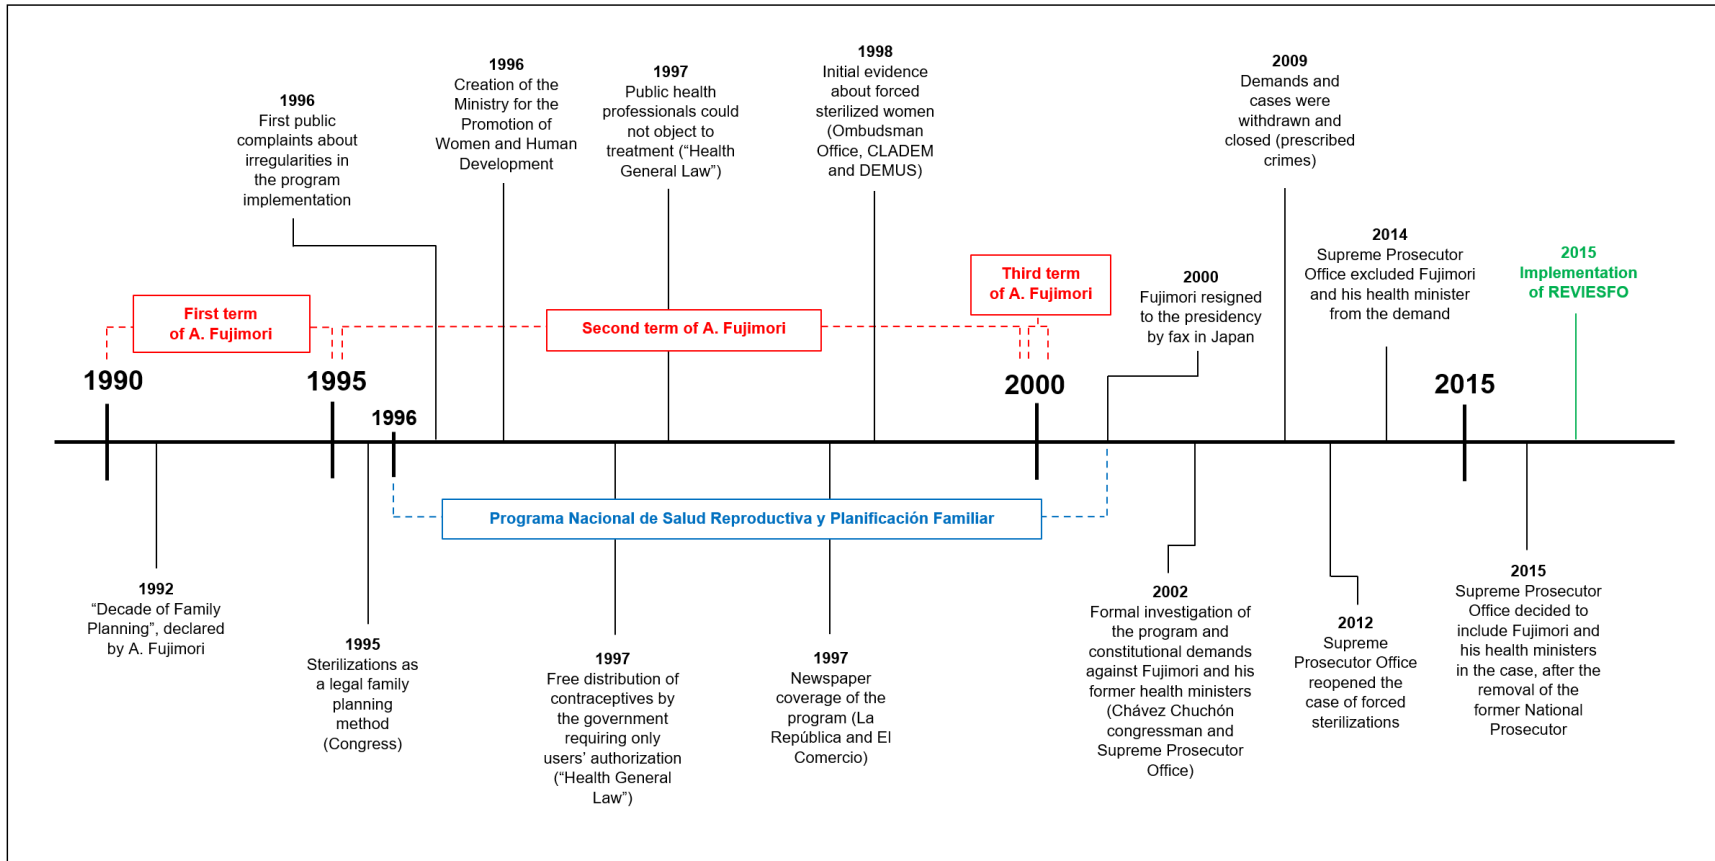 1996
First public
complaints about
irregularities in
the program
implementation
1996
Creation of the
Ministry for the
Promotion of
Women and Human
Development
1997
Public health
professionals could
not object to
treatment (“Health
General Law”)
1998
Initial evidence
about forced
sterilized women
(Ombudsman
Office, CLADEM
and DEMUS)
2009
Demands and
cases were
withdrawn and
closed (prescribed
crimes)
2000
Fujimori resigned
to the presidency
by fax in Japan
2014
Supreme Prosecutor
Office excluded Fujimori
and his health minister
from the demand
2015
Implementation
of REVIESFO
First term
of A. Fujimori
Second term of A. Fujimori
Third term
of A. Fujimori
1990
1995
1996
2000
2015
Programa Nacional de Salud Reproductiva y Planificación Familiar
1992
“Decade of Family
Planning”, declared
by A. Fujimori
1995
Sterilizations as
a legal family
planning
method
(Congress)
1997
Free distribution of
contraceptives by
the government
requiring only
users’ authorization
(“Health General
Law”)
1997
Newspaper
coverage of the
program (La
República and El
Comercio)
2002
Formal investigation of
the program and
constitutional demands
against Fujimori and his
former health ministers
(Chávez Chuchón
congressman and
Supreme Prosecutor
Office)
2012
Supreme
Prosecutor Office
reopened the
case of forced
sterilizations
2015
Supreme Prosecutor
Office decided to
include Fujimori and
his health ministers
in the case, after the
removal of the
former National
Prosecutor